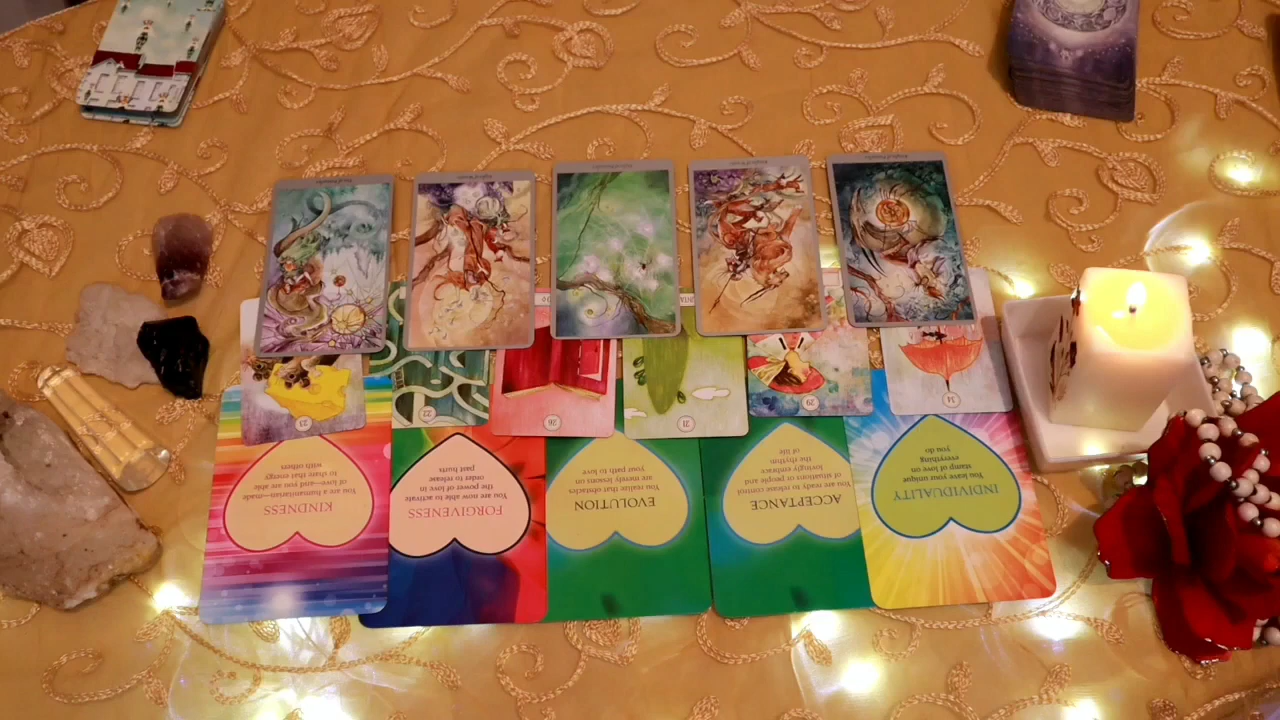 22
26
29
34
KINDNESS
You are a humanitarian—made
of love—and you are able
to share that energy
with others
FORGIVENESS
You are now able to activate
the power of love in
order to release
past hurts
EVOLUTION
You realize that obstacles
are merely lessons on
your path to love
ACCEPTANCE
You are ready to release control
of situations or people and
lovingly embrace
the rhythm
of life
INDIVIDUALITY
You leave your unique
stamp of love on
everything
you do